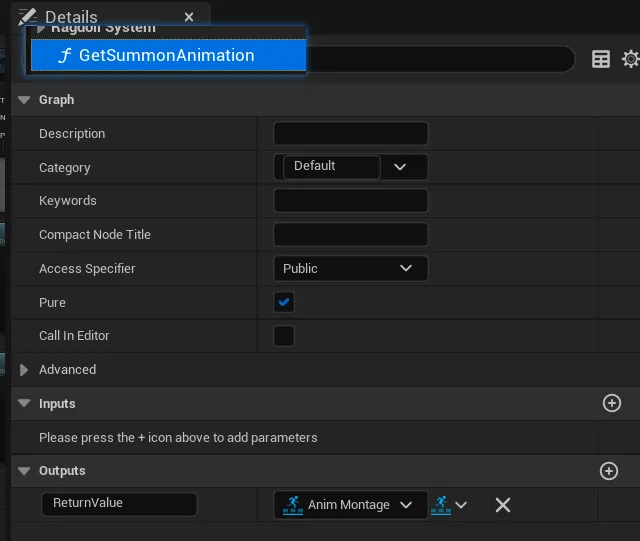 Details
Ragdoll System
GetSummonAnimation
Graph
Description
Category
Default
Keywords
Compact Node Title
Access Specifier
Public
Pure
Call In Editor
Advanced
Inputs
Please press the + icon above to add parameters
Outputs
ReturnValue
Anim Montage